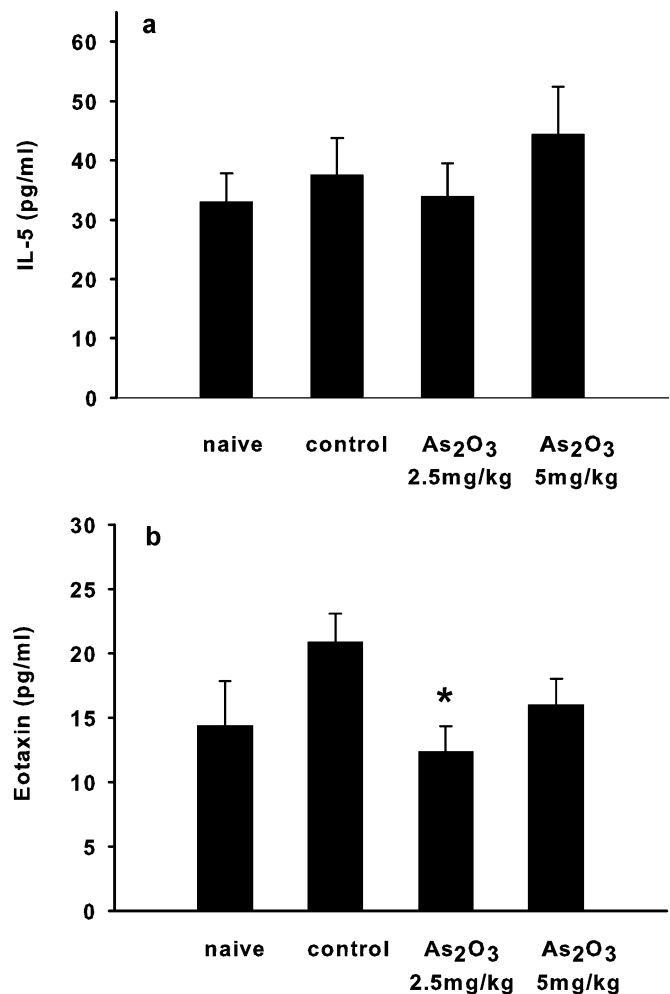 a
60
50
40
30
20
10
0
IL-5 (pg/ml)
naive control As₂O₃ As₂O₃
2.5mg/kg 5mg/kg
b
30
25
20
15
10
5
0
Eotaxin (pg/ml)
*
naive control As₂O₃ As₂O₃
2.5mg/kg 5mg/kg